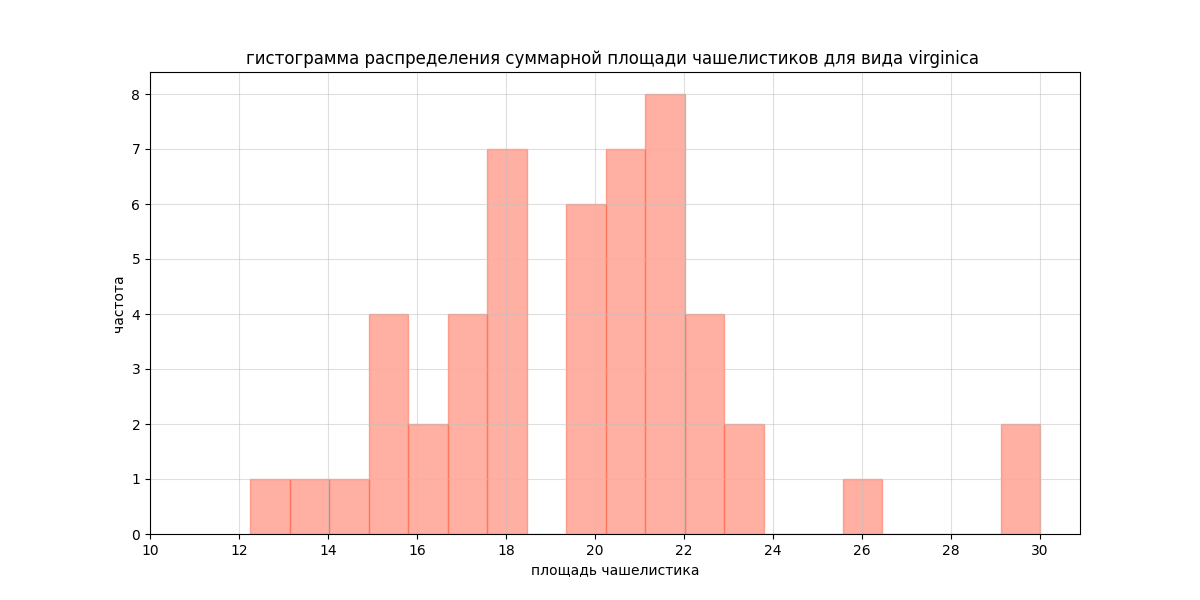 гистограмма распределения суммарной площади чашелистиков для вида virginica
8
7
6
5
4
3
2
1
0
частота
10 12 14 16 18 20 22 24 26 28 30
площадь чашелистика